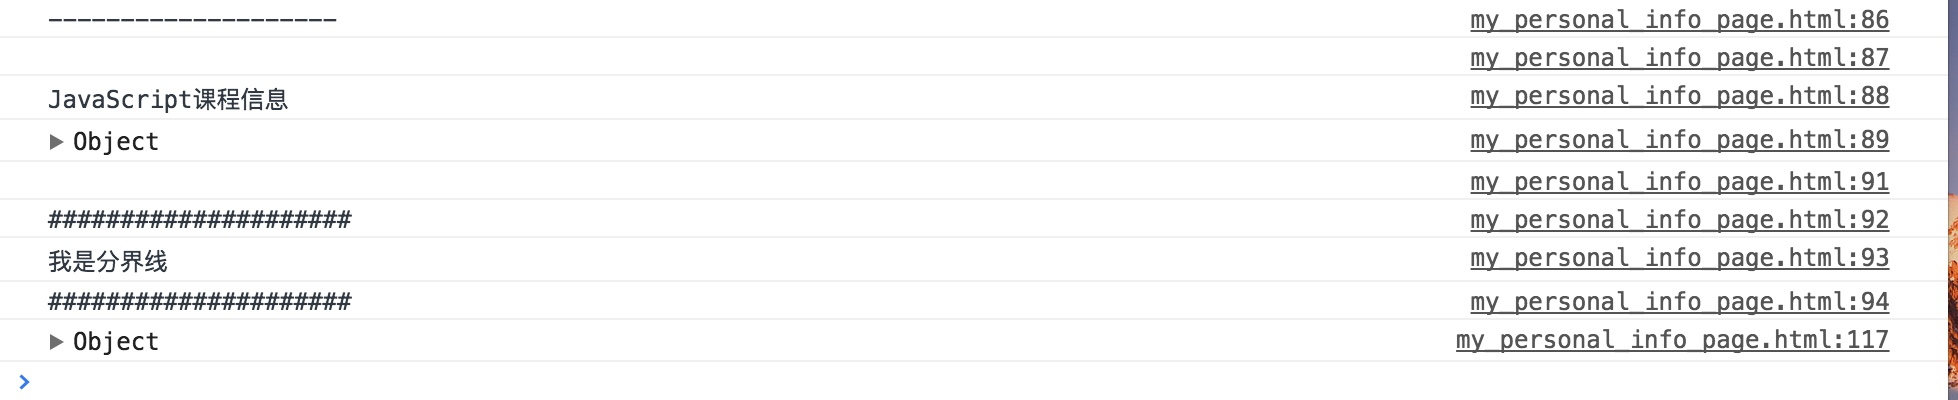 -------------------- my_personal_info_page.html:86
my_personal_info_page.html:87
JavaScript课程信息 my_personal_info_page.html:88
▶ Object my_personal_info_page.html:89
my_personal_info_page.html:91
##################### my_personal_info_page.html:92
我是分界线 my_personal_info_page.html:93
##################### my_personal_info_page.html:94
▶ Object my_personal_info_page.html:117
>